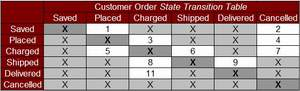 Customer Order State Transition Table
Saved Placed Charged Shipped Delivered Cancelled
Saved X 1 X X X 2
Placed X X 3 X X 4
Charged X 5 X 6 X 7
Shipped X X 8 X 9 X
Delivered X X 11 X X X
Cancelled X X X X X X